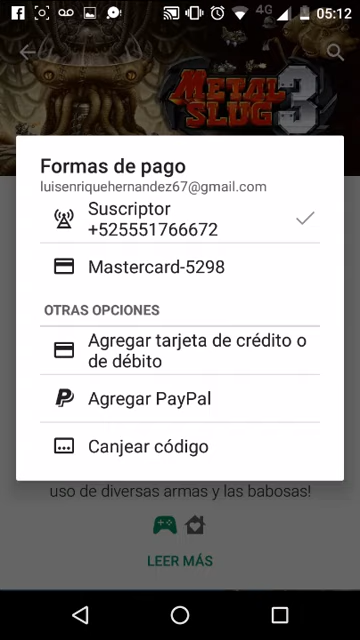 4G 05:12
METAL
SLUG 3
Formas de pago
luisenriquehernandez67@gmail.com
Suscriptor
+525551766672
Mastercard-5298
OTRAS OPCIONES
Agregar tarjeta de crédito o
de débito
Agregar PayPal
Canjear código
uso de diversas armas y las babosas!
LEER MÁS